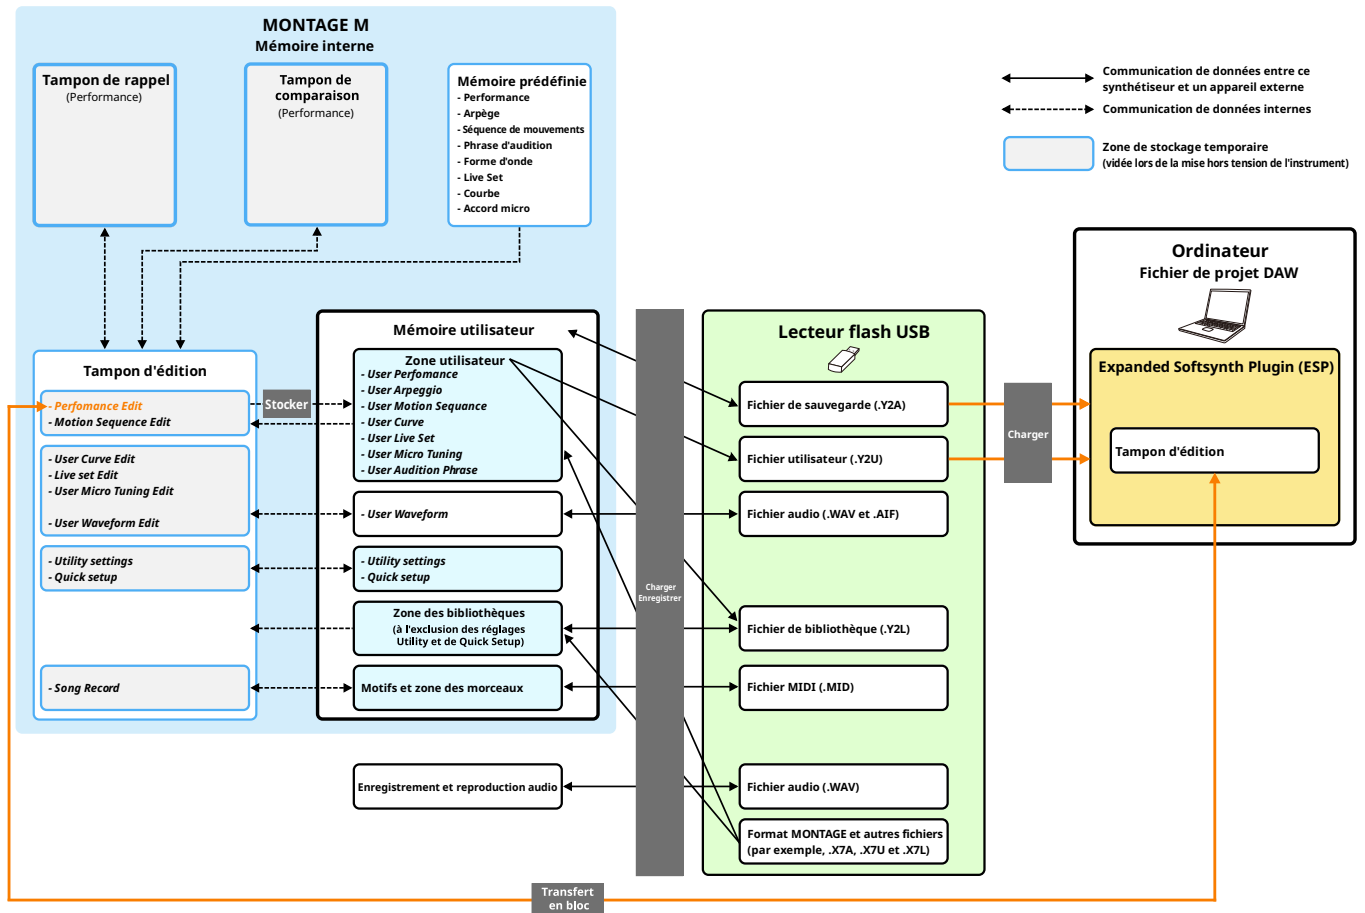 MONTAGE M
Mémoire interne
Tampon de rappel
(Performance)
Tampon de
comparaison
(Performance)
Mémoire prédéfinie
- Performance
- Arpège
- Séquence de mouvements
- Phrase d'audition
- Forme d'onde
- Live Set
- Courbe
- Accord micro
Communication de données entre ce
synthétiseur et un appareil externe
Communication de données internes
Zone de stockage temporaire
(vidée lors de la mise hors tension de l'instrument)
Tampon d'édition
- Perfomance Edit
- Motion Sequence Edit
- User Curve Edit
- Live set Edit
- User Micro Tuning Edit
- User Waveform Edit
- Utility settings
- Quick setup
- Song Record
Stocker
Mémoire utilisateur
Zone utilisateur
- User Perfomance
- User Arpeggio
- User Motion Sequance
- User Curve
- User Live Set
- User Micro Tuning
- User Audition Phrase
- User Waveform
- Utility settings
- Quick setup
Zone des bibliothèques
(à l'exclusion des réglages
Utility et de Quick Setup)
Motifs et zone des morceaux
Enregistrement et reproduction audio
Charger
Enregistrer
Lecteur flash USB
Fichier de sauvegarde (.Y2A)
Fichier utilisateur (.Y2U)
Fichier audio (.WAV et .AIF)
Fichier de bibliothèque (.Y2L)
Fichier MIDI (.MID)
Fichier audio (.WAV)
Format MONTAGE et autres fichiers
(par exemple, .X7A, .X7U et .X7L)
Charger
Ordinateur
Fichier de projet DAW
Expanded Softsynth Plugin (ESP)
Tampon d'édition
Transfert
en bloc